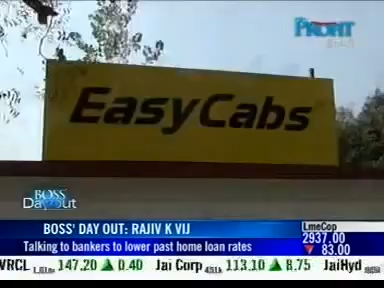 PROFIT
EasyCabs
BOSS'
Day Out
BOSS' DAY OUT: RAJIV K VIJ
Talking to bankers to lower past home loan rates
LmeCop
2937.00
▼ 83.00
VRCL 147.20 ▲ 0.40 Jai Corp 113.10 ▲ 8.75 JaiHyd